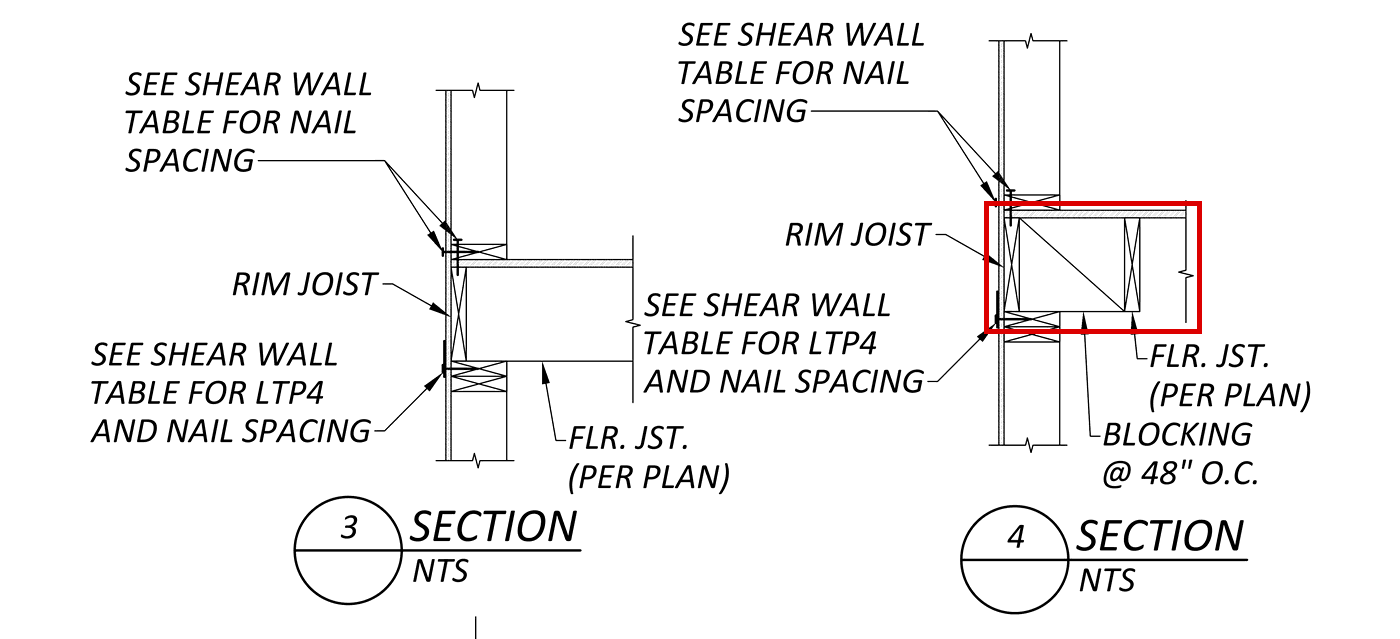 SEE SHEAR WALL
TABLE FOR NAIL
SPACING
RIM JOIST
SEE SHEAR WALL
TABLE FOR LTP4
AND NAIL SPACING
FLR. JST.
(PER PLAN)
3
SECTION
NTS
SEE SHEAR WALL
TABLE FOR NAIL
SPACING
RIM JOIST
SEE SHEAR WALL
TABLE FOR LTP4
AND NAIL SPACING
FLR. JST.
(PER PLAN)
BLOCKING
@ 48" O.C.
4
SECTION
NTS